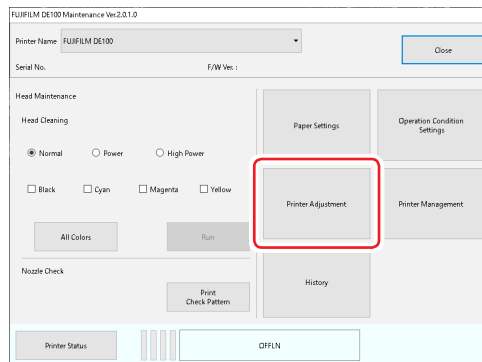 FUJIFILM DE100 Maintenance Ver.2.0.1.0
Printer Name FUJIFILM DE100
Close
Serial No. F/W Ver. :
Head Maintenance
Head Cleaning
Normal Power High Power
Black Cyan Magenta Yellow
All Colors Run
Nozzle Check
Print
Check Pattern
Paper Settings
Operation Condition
Settings
Printer Adjustment
Printer Management
History
Printer Status OFFLN